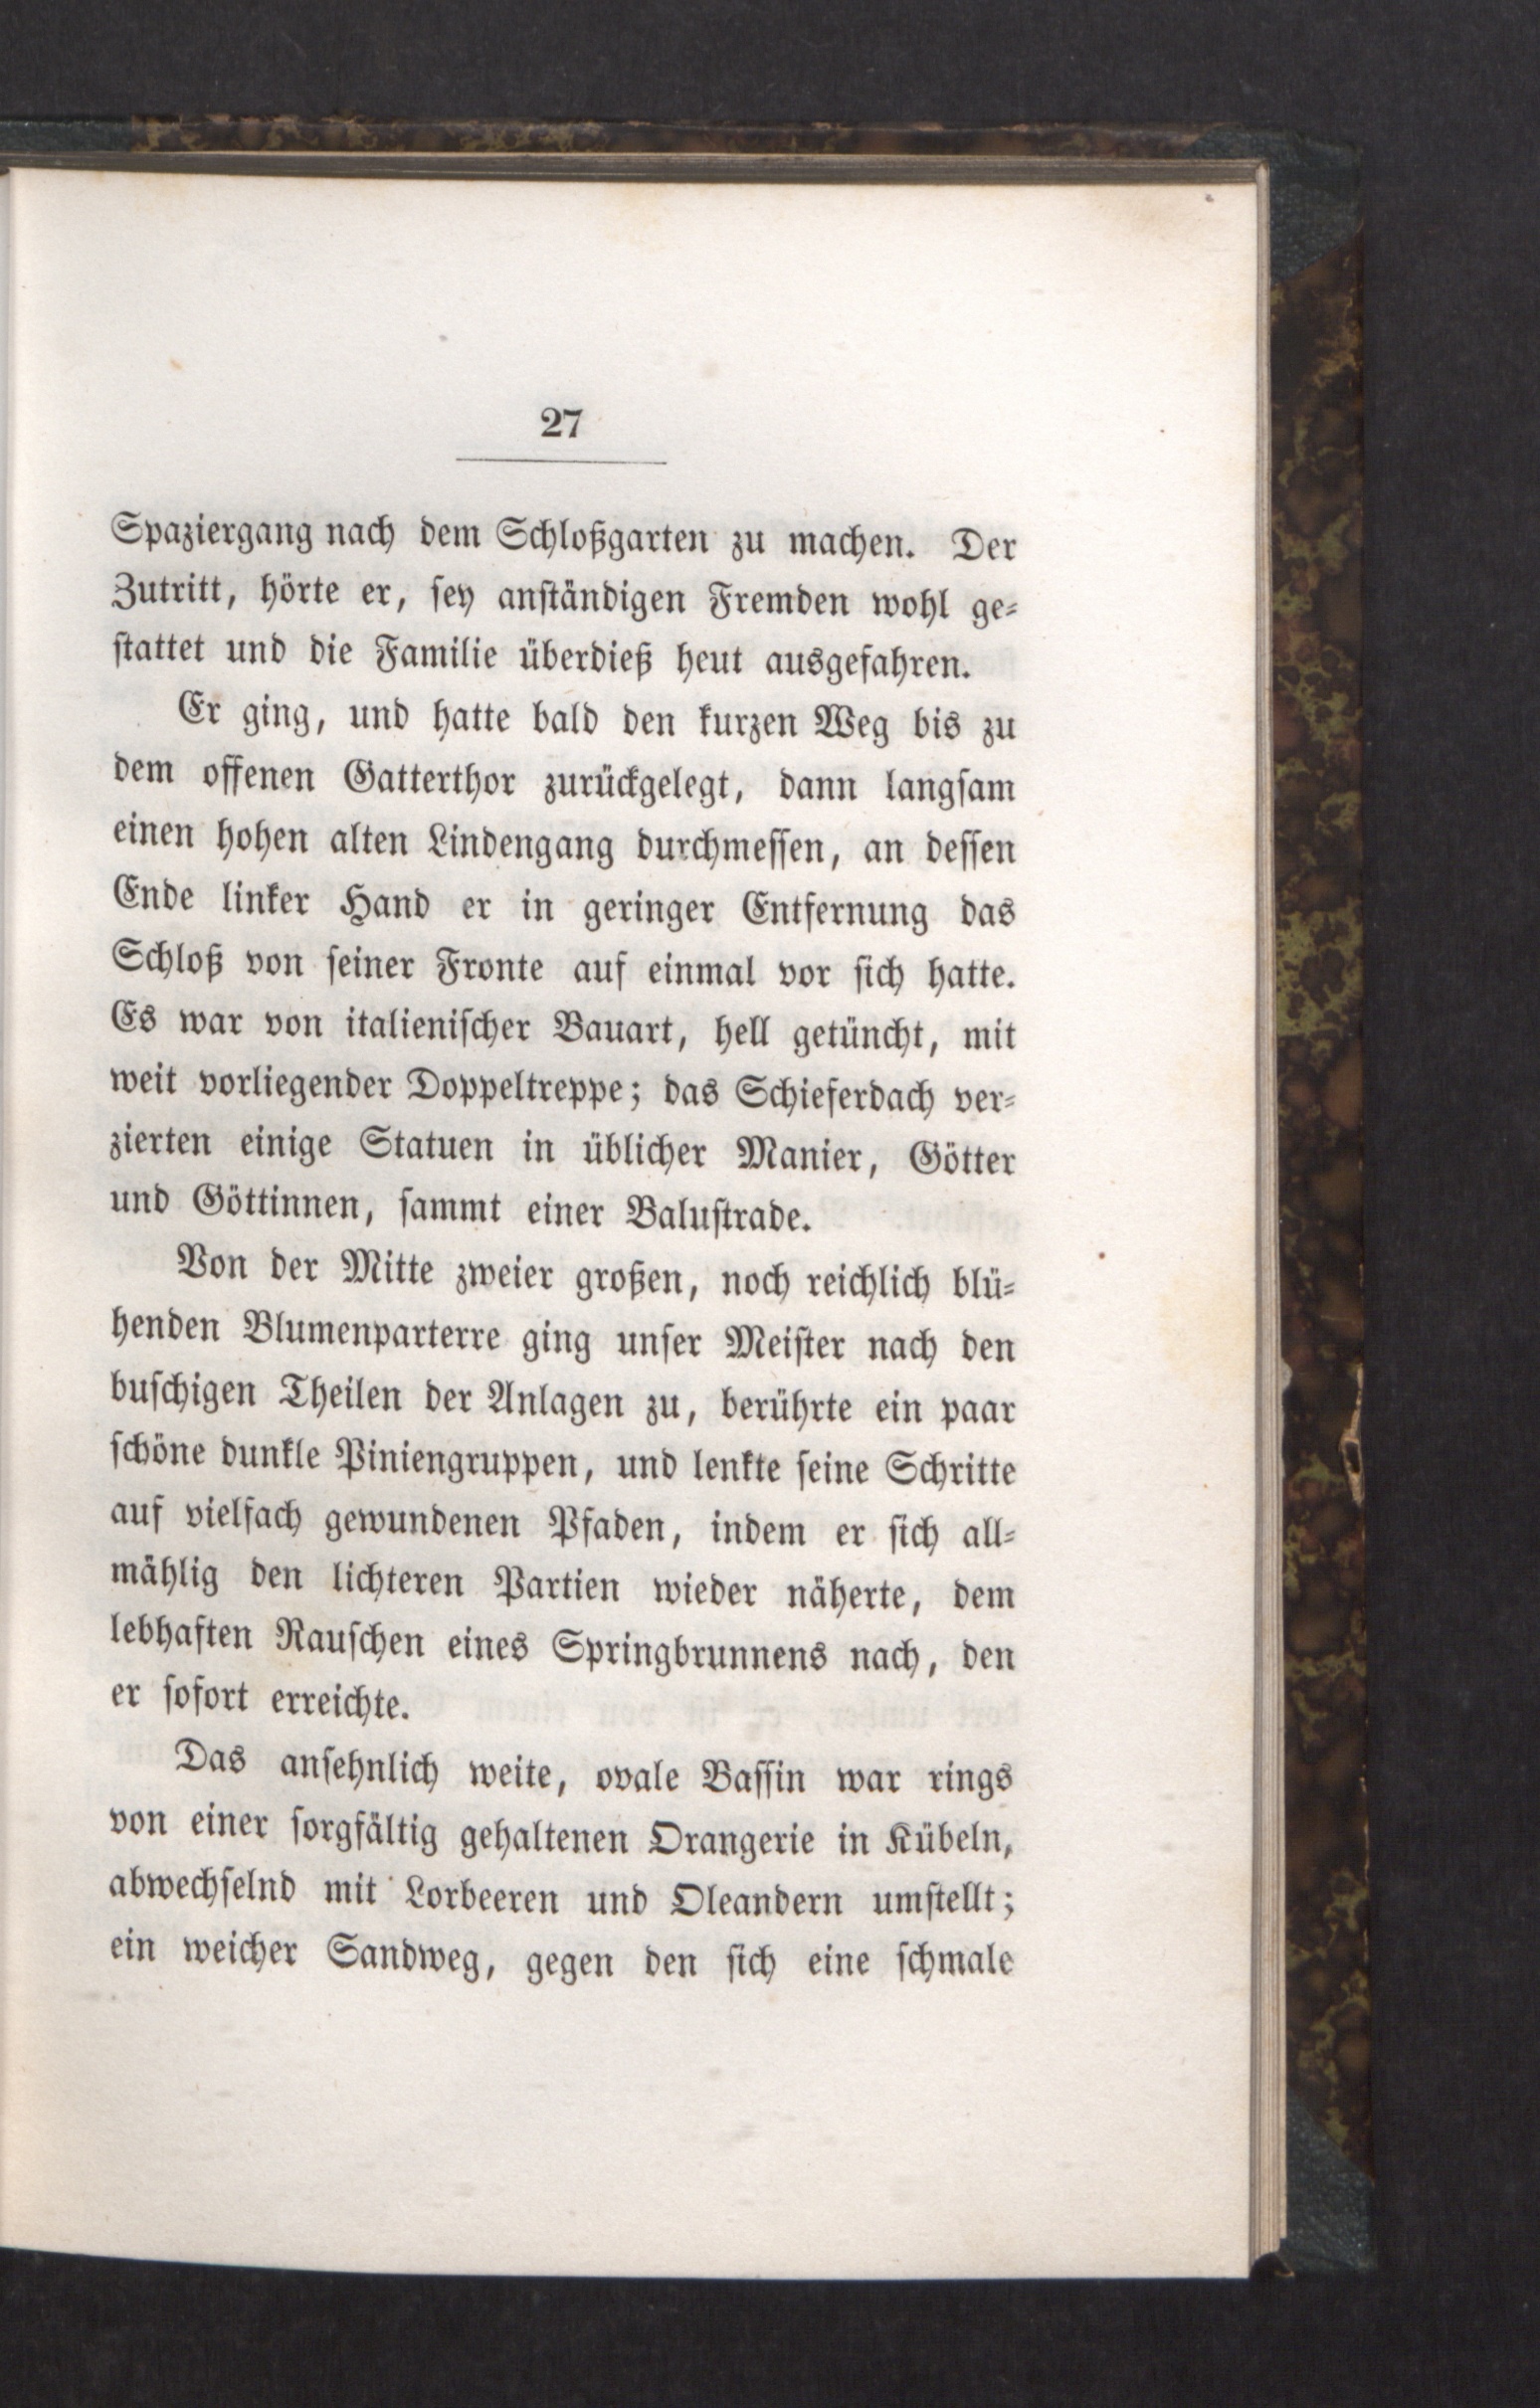 27
Spaziergang nach dem Schloßgarten zu machen. Der
Zutritt, hörte er, sey anständigen Fremden wohl ge⸗
stattet und die Familie überdieß heut ausgefahren.
Er ging, und hatte bald den kurzen Weg bis zu
dem offenen Gatterthor zurückgelegt, dann langsam
einen hohen alten Lindengang durchmessen, an dessen
Ende linker Hand er in geringer Entfernung das
Schloß von seiner Fronte auf einmal vor sich hatte.
Es war von italienischer Bauart, hell getüncht, mit
weit vorliegender Doppeltreppe; das Schieferdach ver⸗
zierten einige Statuen in üblicher Manier, Götter
und Göttinnen, sammt einer Balustrade.
Von der Mitte zweier großen, noch reichlich blü⸗
henden Blumenparterre ging unser Meister nach den
buschigen Theilen der Anlagen zu, berührte ein paar
schöne dunkle Piniengruppen, und lenkte seine Schritte
auf vielfach gewundenen Pfaden, indem er sich all⸗
mählig den lichteren Partien wieder näherte, dem
lebhaften Rauschen eines Springbrunnens nach, den
er sofort erreichte.
Das ansehnlich weite, ovale Bassin war rings
von einer sorgfältig gehaltenen Orangerie in Kübeln,
abwechselnd mit Lorbeeren und Oleandern umstellt;
ein weicher Sandweg, gegen den sich eine schmale